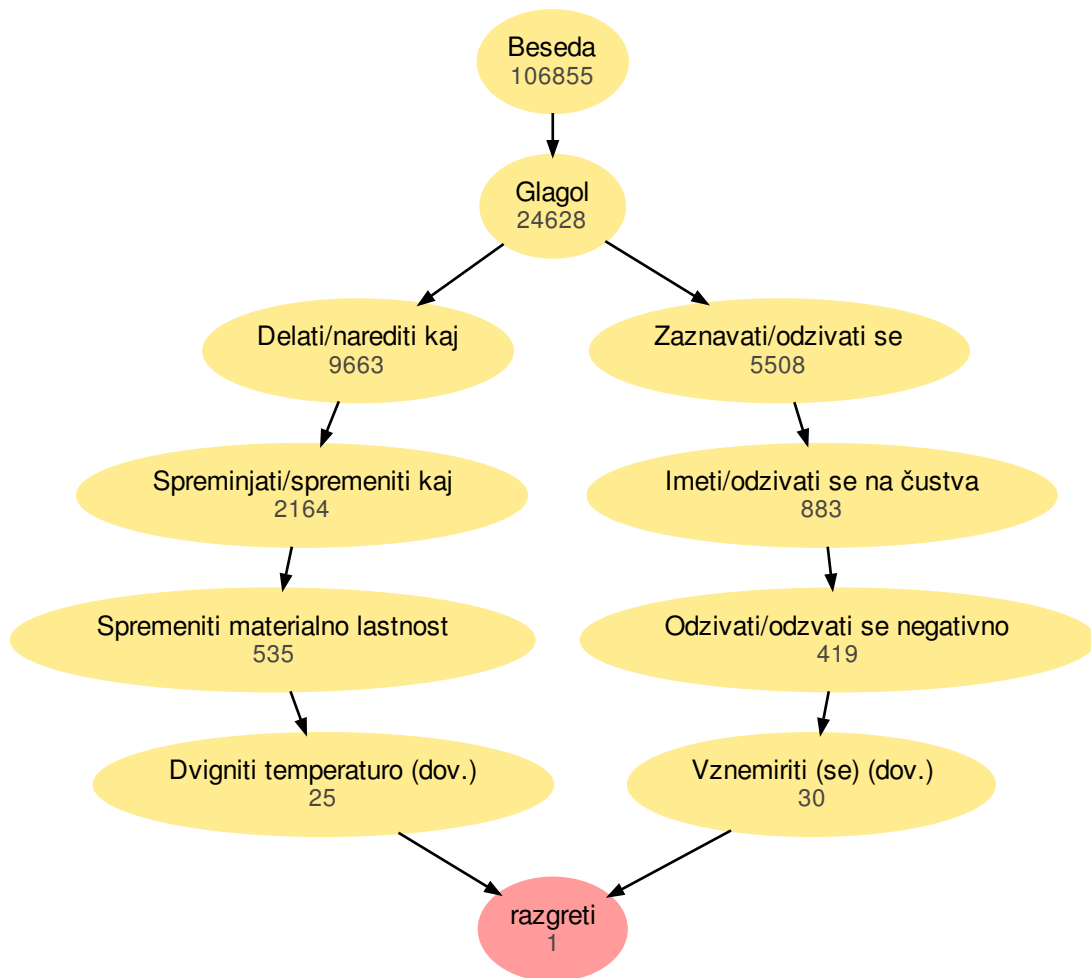 Beseda
106855
Glagol
24628
Delati/narediti kaj
9663
Zaznavati/odzivati se
5508
Spreminjati/spremeniti kaj
2164
Imeti/odzivati se na čustva
883
Spremeniti materialno lastnost
535
Odzivati/odzvati se negativno
419
Dvigniti temperaturo (dov.)
25
Vznemiriti (se) (dov.)
30
razgreti
1